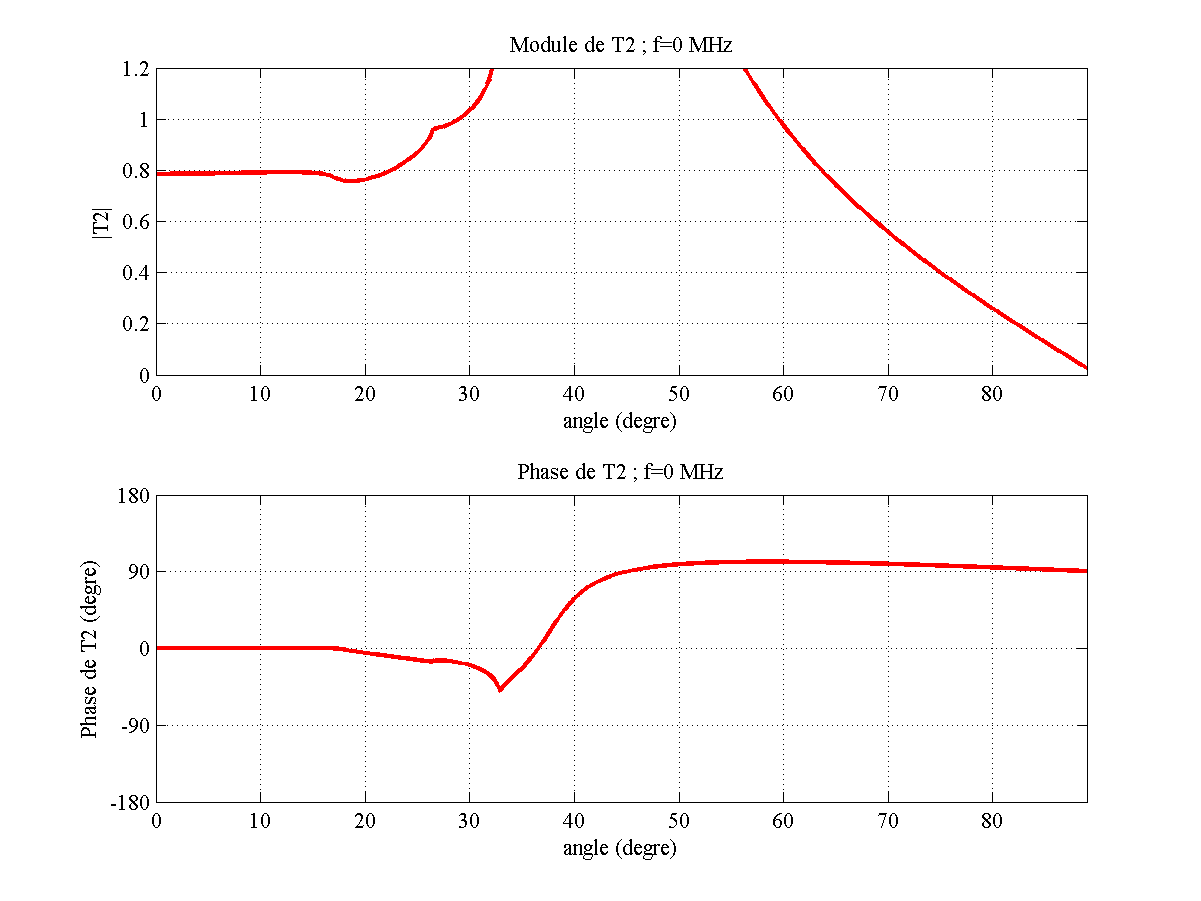 Module de T2 ; f=0 MHz
1.2
1
0.8
0.6
0.4
0.2
0
|T2|
0 10 20 30 40 50 60 70 80
angle (degre)
Phase de T2 ; f=0 MHz
180
90
0
-90
-180
Phase de T2 (degre)
0 10 20 30 40 50 60 70 80
angle (degre)